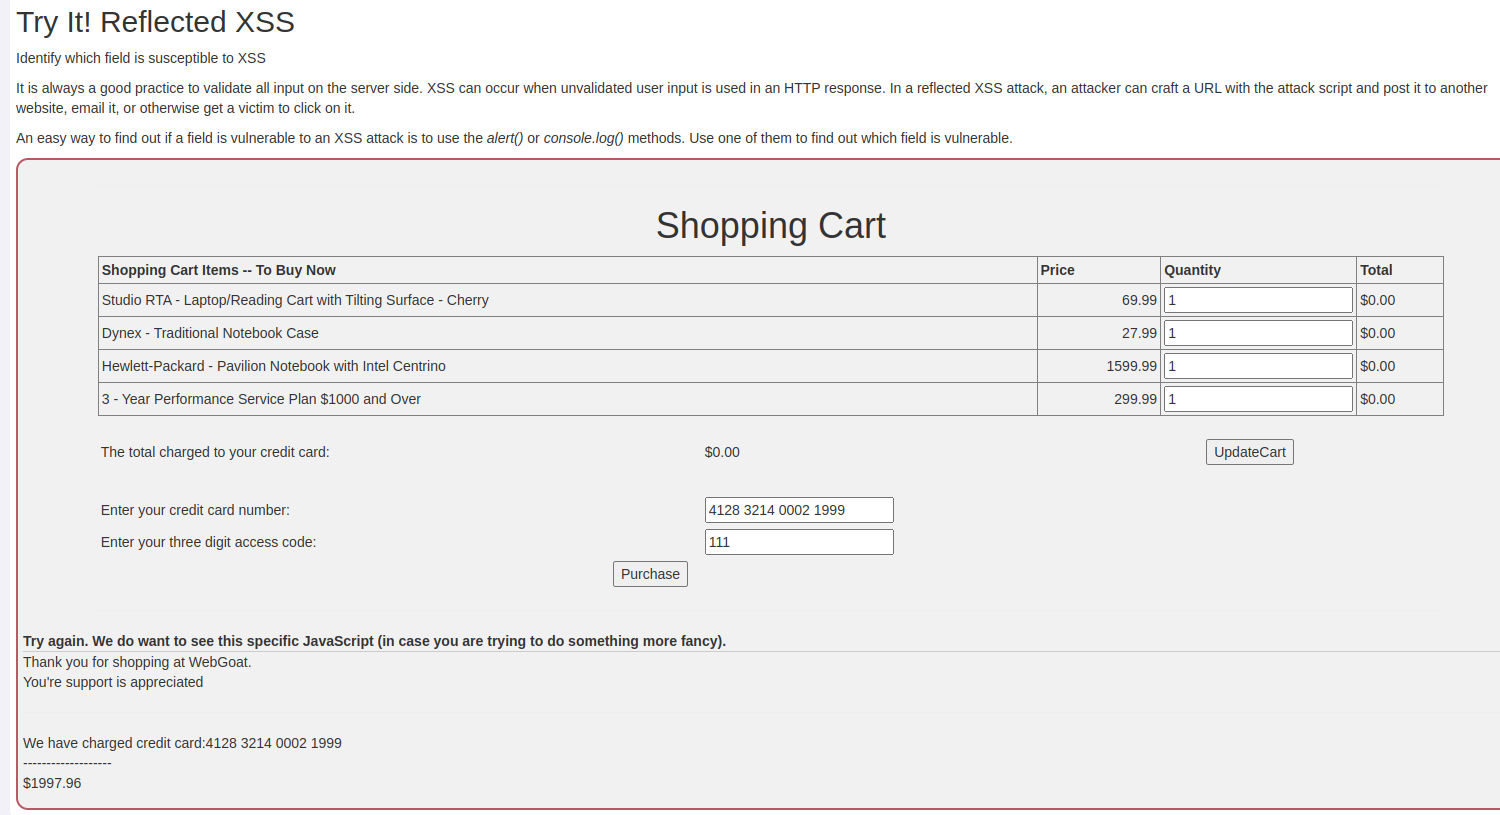 Try It! Reflected XSS
Identify which field is susceptible to XSS
It is always a good practice to validate all input on the server side. XSS can occur when unvalidated user input is used in an HTTP response. In a reflected XSS attack, an attacker can craft a URL with the attack script and post it to another
website, email it, or otherwise get a victim to click on it.
An easy way to find out if a field is vulnerable to an XSS attack is to use the alert() or console.log() methods. Use one of them to find out which field is vulnerable.
Shopping Cart
Shopping Cart Items -- To Buy Now Price Quantity Total
Studio RTA - Laptop/Reading Cart with Tilting Surface - Cherry 69.99 1 $0.00
Dynex - Traditional Notebook Case 27.99 1 $0.00
Hewlett-Packard - Pavilion Notebook with Intel Centrino 1599.99 1 $0.00
3 - Year Performance Service Plan $1000 and Over 299.99 1 $0.00
The total charged to your credit card: $0.00 UpdateCart
Enter your credit card number: 4128 3214 0002 1999
Enter your three digit access code: 111
Purchase
Try again. We do want to see this specific JavaScript (in case you are trying to do something more fancy).
Thank you for shopping at WebGoat.
You're support is appreciated
We have charged credit card:4128 3214 0002 1999
-------------------
$1997.96